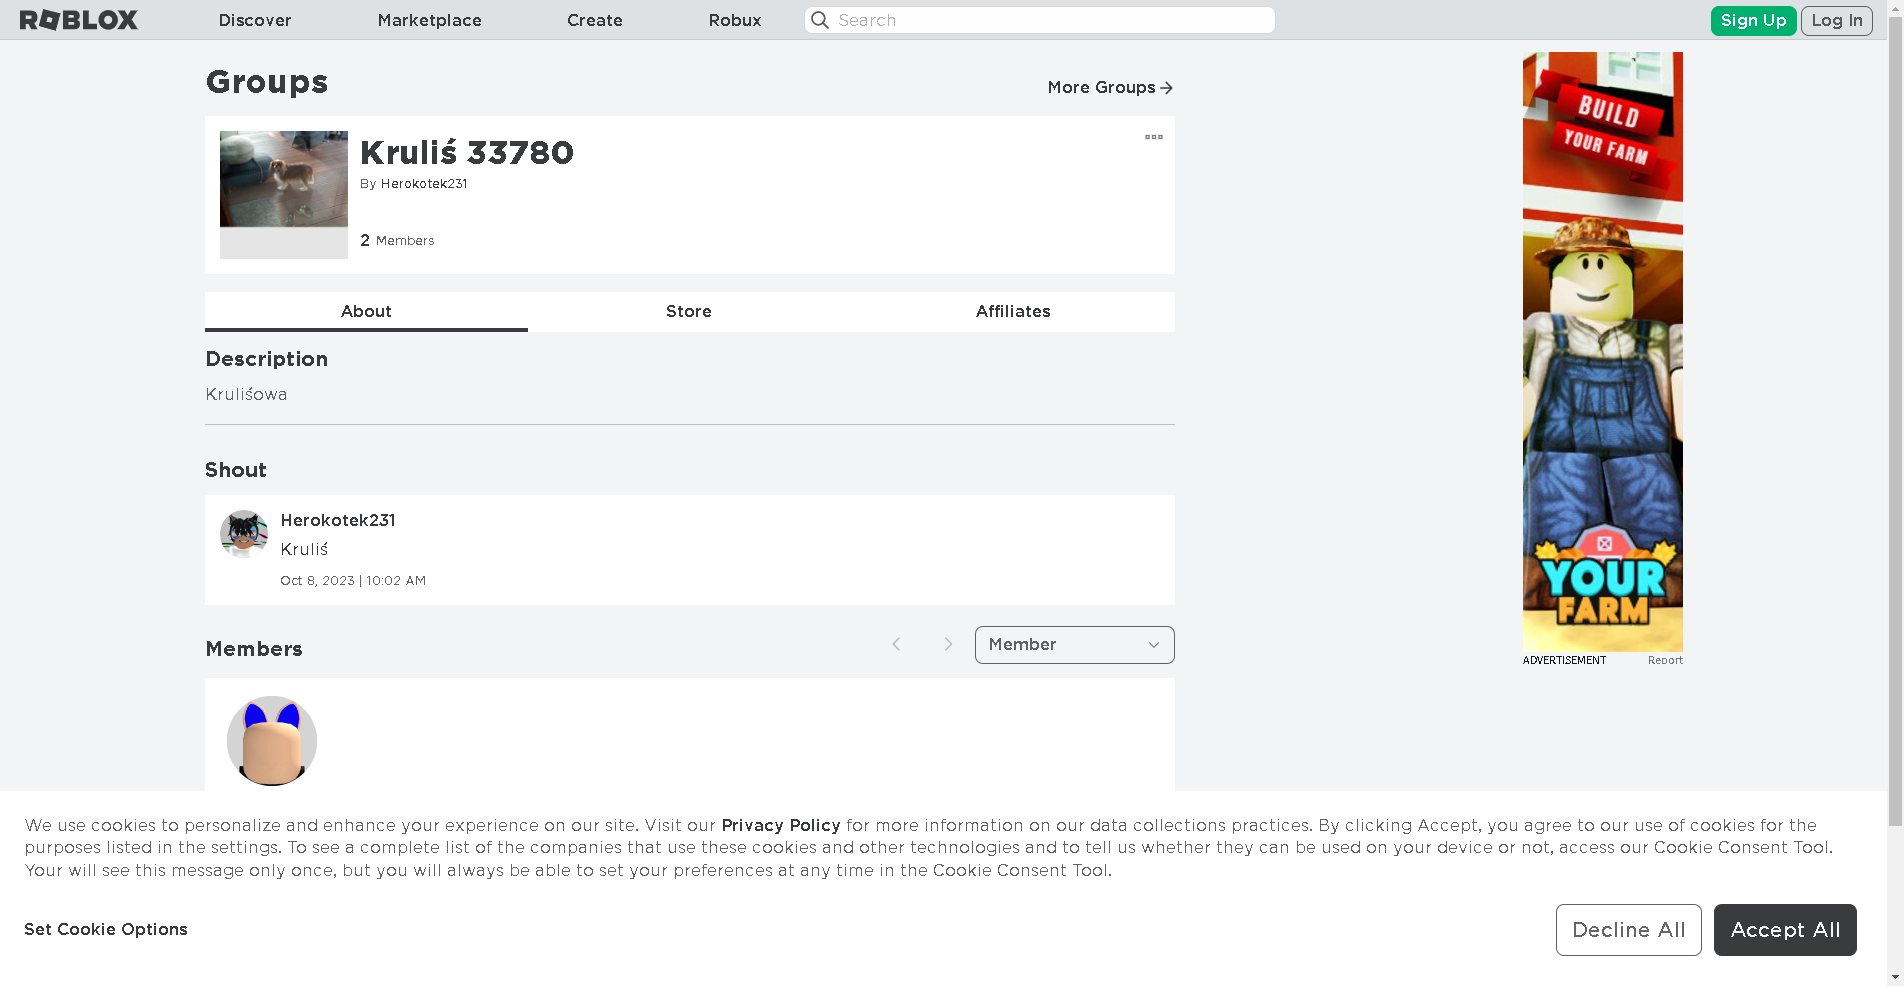 ROBLOX
Discover
Marketplace
Create
Robux
Search
Sign Up
Log In
Groups
More Groups
Kruliś 33780
By Herokotek231
2 Members
About
Store
Affiliates
Description
Kruliśowa
Shout
Herokotek231
Kruliś
Oct 8, 2023 | 10:02 AM
Members
Member
BUILD
YOUR FARM
YOUR
FARM
ADVERTISEMENT
Report
We use cookies to personalize and enhance your experience on our site. Visit our Privacy Policy for more information on our data collections practices. By clicking Accept, you agree to our use of cookies for the
purposes listed in the settings. To see a complete list of the companies that use these cookies and other technologies and to tell us whether they can be used on your device or not, access our Cookie Consent Tool.
Your will see this message only once, but you will always be able to set your preferences at any time in the Cookie Consent Tool.
Set Cookie Options
Decline All
Accept All